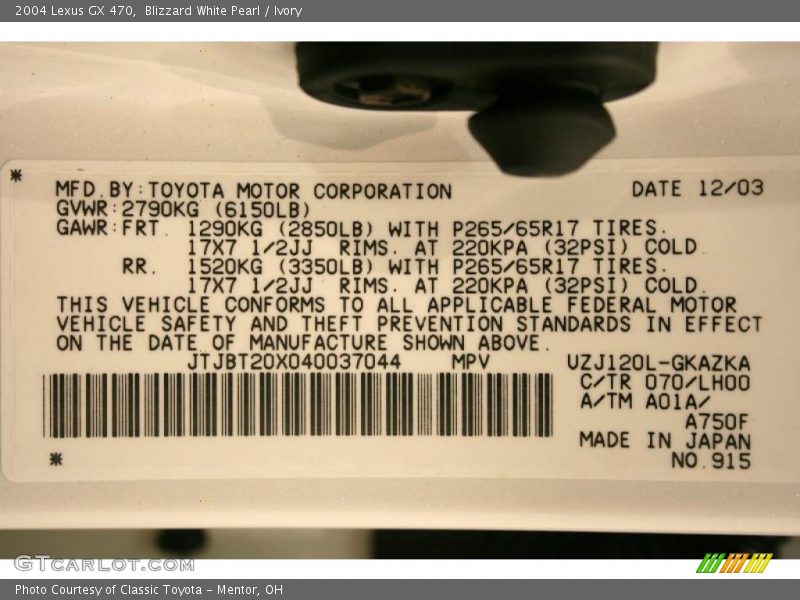 2004 Lexus GX 470,  Blizzard White Pearl / Ivory
* MFD.BY:TOYOTA MOTOR CORPORATION DATE 12/03
GVWR:2790KG (6150LB)
GAWR:FRT. 1290KG (2850LB) WITH P265/65R17 TIRES.
17X7 1/2JJ RIMS. AT 220KPA (32PSI) COLD.
RR. 1520KG (3350LB) WITH P265/65R17 TIRES.
17X7 1/2JJ RIMS. AT 220KPA (32PSI) COLD.
THIS VEHICLE CONFORMS TO ALL APPLICABLE FEDERAL MOTOR
VEHICLE SAFETY AND THEFT PREVENTION STANDARDS IN EFFECT
ON THE DATE OF MANUFACTURE SHOWN ABOVE.
JTJBT20X040037044 MPV UZJ120L-GKAZKA
C/TR 070/LH00
A/TM A01A/
A750F
MADE IN JAPAN
* NO.915
GTCARLOT.COM
Photo Courtesy of Classic Toyota - Mentor, OH